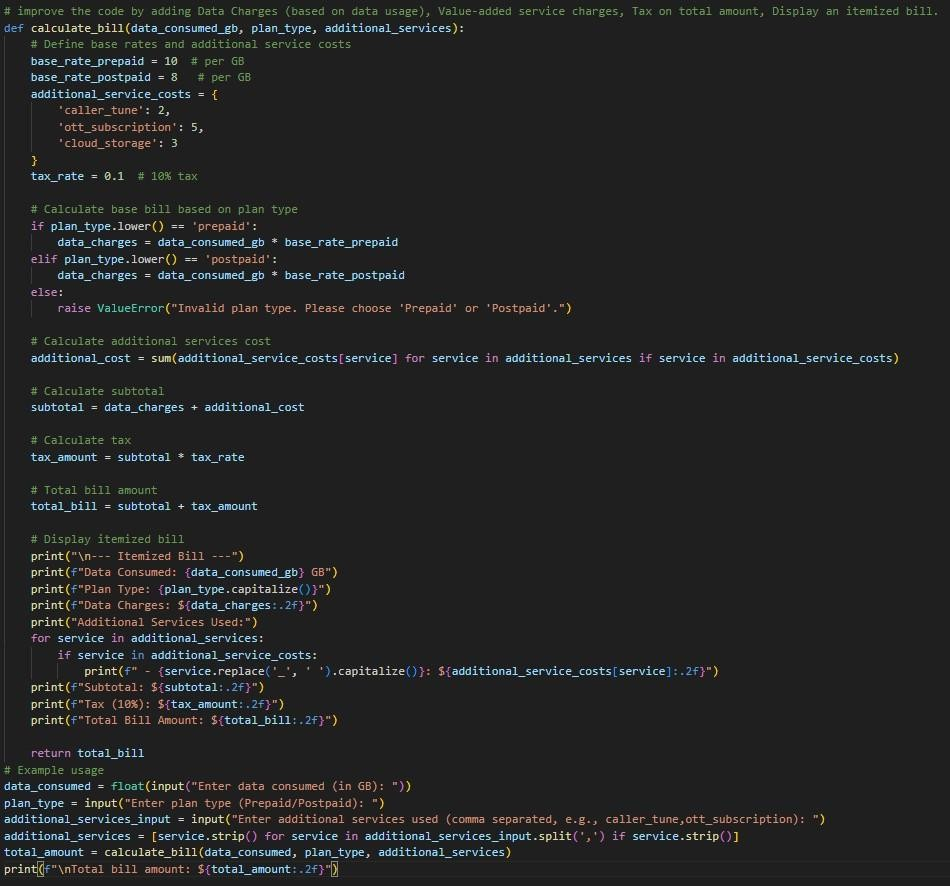 # improve the code by adding Data Charges (based on data usage), Value-added service charges, Tax on total amount, Display an itemized bill.
def calculate_bill(data_consumed_gb, plan_type, additional_services):
    # Define base rates and additional service costs
    base_rate_prepaid = 10  # per GB
    base_rate_postpaid = 8   # per GB
    additional_service_costs = {
        'caller_tune': 2,
        'ott_subscription': 5,
        'cloud_storage': 3
    }
    tax_rate = 0.1  # 10% tax

    # Calculate base bill based on plan type
    if plan_type.lower() == 'prepaid':
        data_charges = data_consumed_gb * base_rate_prepaid
    elif plan_type.lower() == 'postpaid':
        data_charges = data_consumed_gb * base_rate_postpaid
    else:
        raise ValueError("Invalid plan type. Please choose 'Prepaid' or 'Postpaid'.")

    # Calculate additional services cost
    additional_cost = sum(additional_service_costs[service] for service in additional_services if service in additional_service_costs)

    # Calculate subtotal
    subtotal = data_charges + additional_cost

    # Calculate tax
    tax_amount = subtotal * tax_rate

    # Total bill amount
    total_bill = subtotal + tax_amount

    # Display itemized bill
    print("\n--- Itemized Bill ---")
    print(f"Data Consumed: {data_consumed_gb} GB")
    print(f"Plan Type: {plan_type.capitalize()}")
    print(f"Data Charges: ${data_charges:.2f}")
    print("Additional Services Used:")
    for service in additional_services:
        if service in additional_service_costs:
            print(f" - {service.replace('_', ' ').capitalize()}: ${additional_service_costs[service]:.2f}")
    print(f"Subtotal: ${subtotal:.2f}")
    print(f"Tax (10%): ${tax_amount:.2f}")
    print(f"Total Bill Amount: ${total_bill:.2f}")

    return total_bill
# Example usage
data_consumed = float(input("Enter data consumed (in GB): "))
plan_type = input("Enter plan type (Prepaid/Postpaid): ")
additional_services_input = input("Enter additional services used (comma separated, e.g., caller_tune,ott_subscription): ")
additional_services = [service.strip() for service in additional_services_input.split(',') if service.strip()]
total_amount = calculate_bill(data_consumed, plan_type, additional_services)
print(f"\nTotal bill amount: ${total_amount:.2f}")